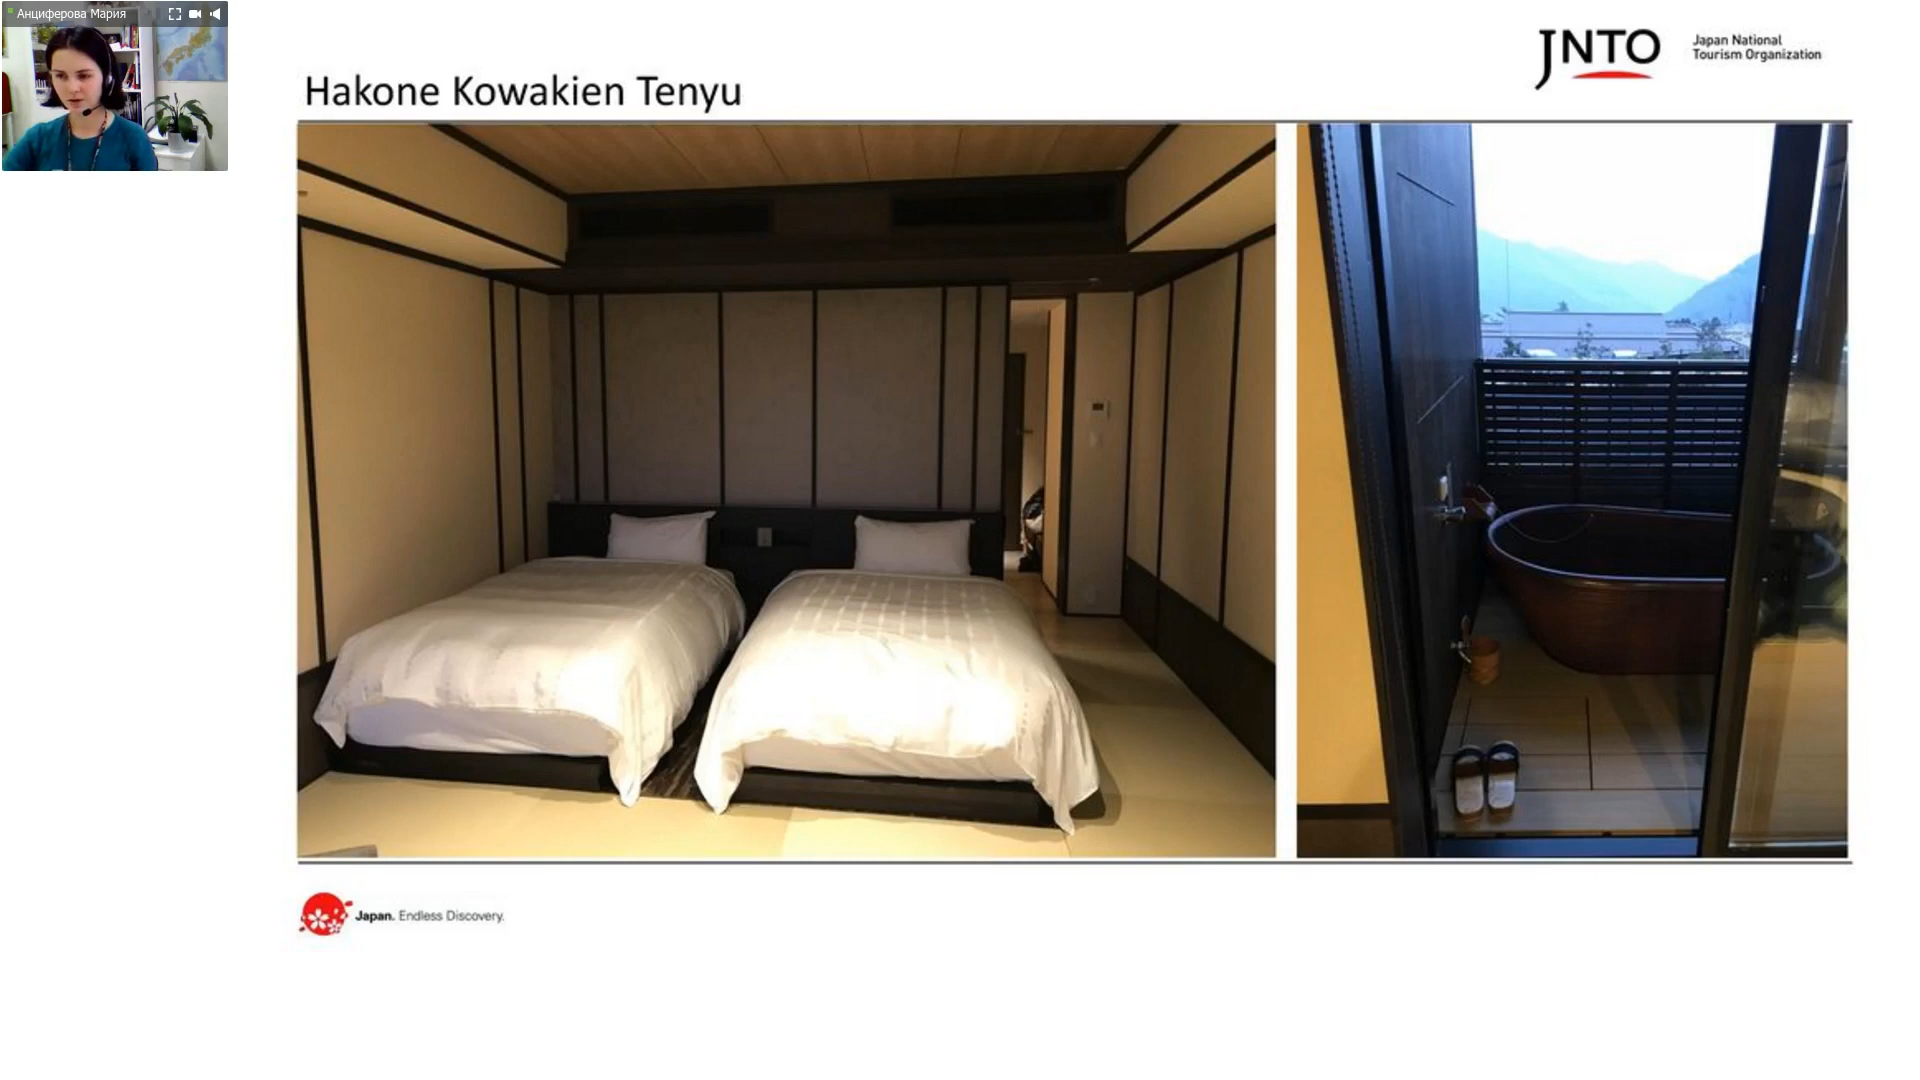 Анциферова Мария
JNTO
Japan National
Tourism Organization
Hakone Kowakien Tenyu
Japan. Endless Discovery.